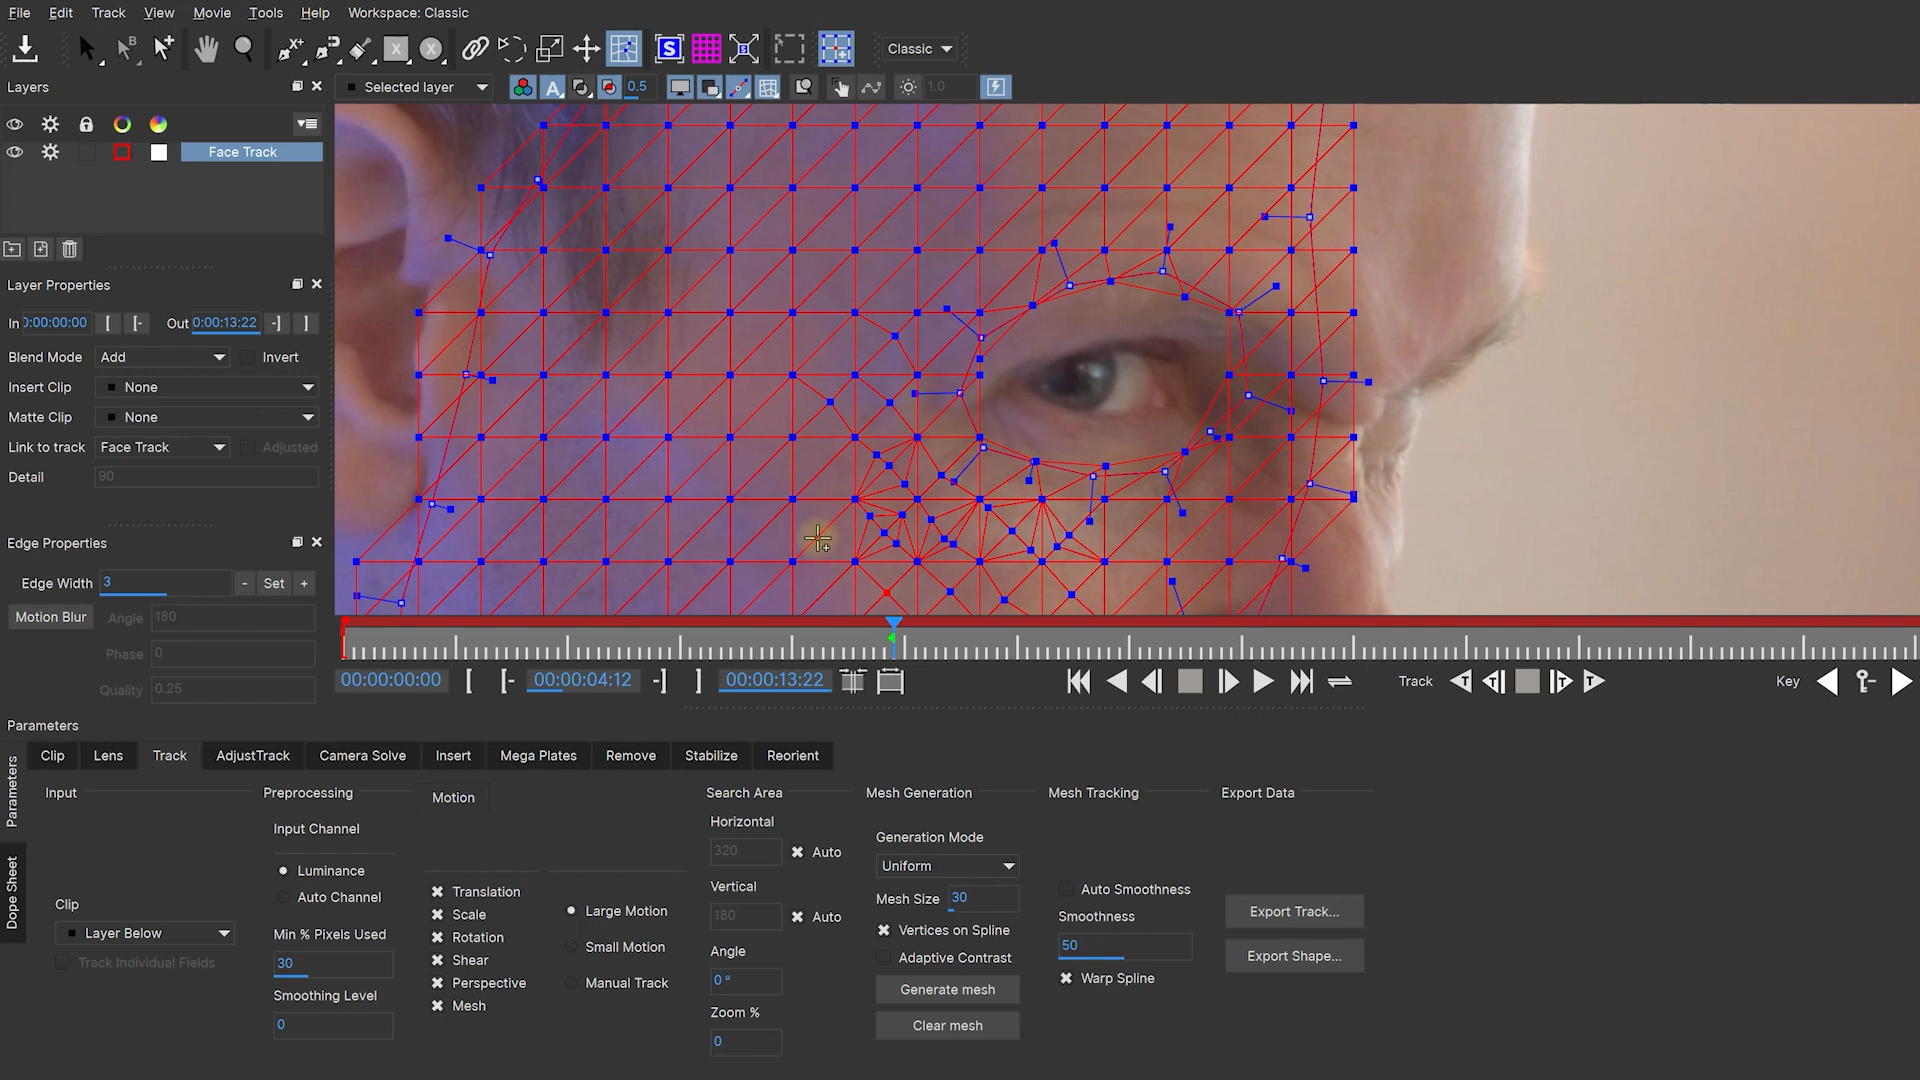 File Edit Track View Movie Tools Help Workspace: Classic
Classic
Layers
Selected layer
0.5
1.0
Face Track
Layer Properties
In 0:00:00:00 [ [- Out 0:00:13:22 -] ]
Blend Mode Add Invert
Insert Clip None
Matte Clip None
Link to track Face Track Adjusted
Detail 90
Edge Properties
Edge Width 3 - Set +
Motion Blur Angle 180
Phase 0
Quality 0.25
00:00:00:00 [ [- 00:00:04:12 -] ] 00:00:13:22
Track
Key
Parameters
Clip Lens Track AdjustTrack Camera Solve Insert Mega Plates Remove Stabilize Reorient
Parameters
Dope Sheet
Input
Clip
Layer Below
Track Individual Fields
Preprocessing
Input Channel
Luminance
Auto Channel
Min % Pixels Used
30
Smoothing Level
0
Motion
Translation
Scale
Rotation
Shear
Perspective
Mesh
Large Motion
Small Motion
Manual Track
Search Area
Horizontal
320 Auto
Vertical
180 Auto
Angle
0 °
Zoom %
0
Mesh Generation
Generation Mode
Uniform
Mesh Size 30
Vertices on Spline
Adaptive Contrast
Generate mesh
Clear mesh
Mesh Tracking
Auto Smoothness
Smoothness
50
Warp Spline
Export Data
Export Track...
Export Shape...